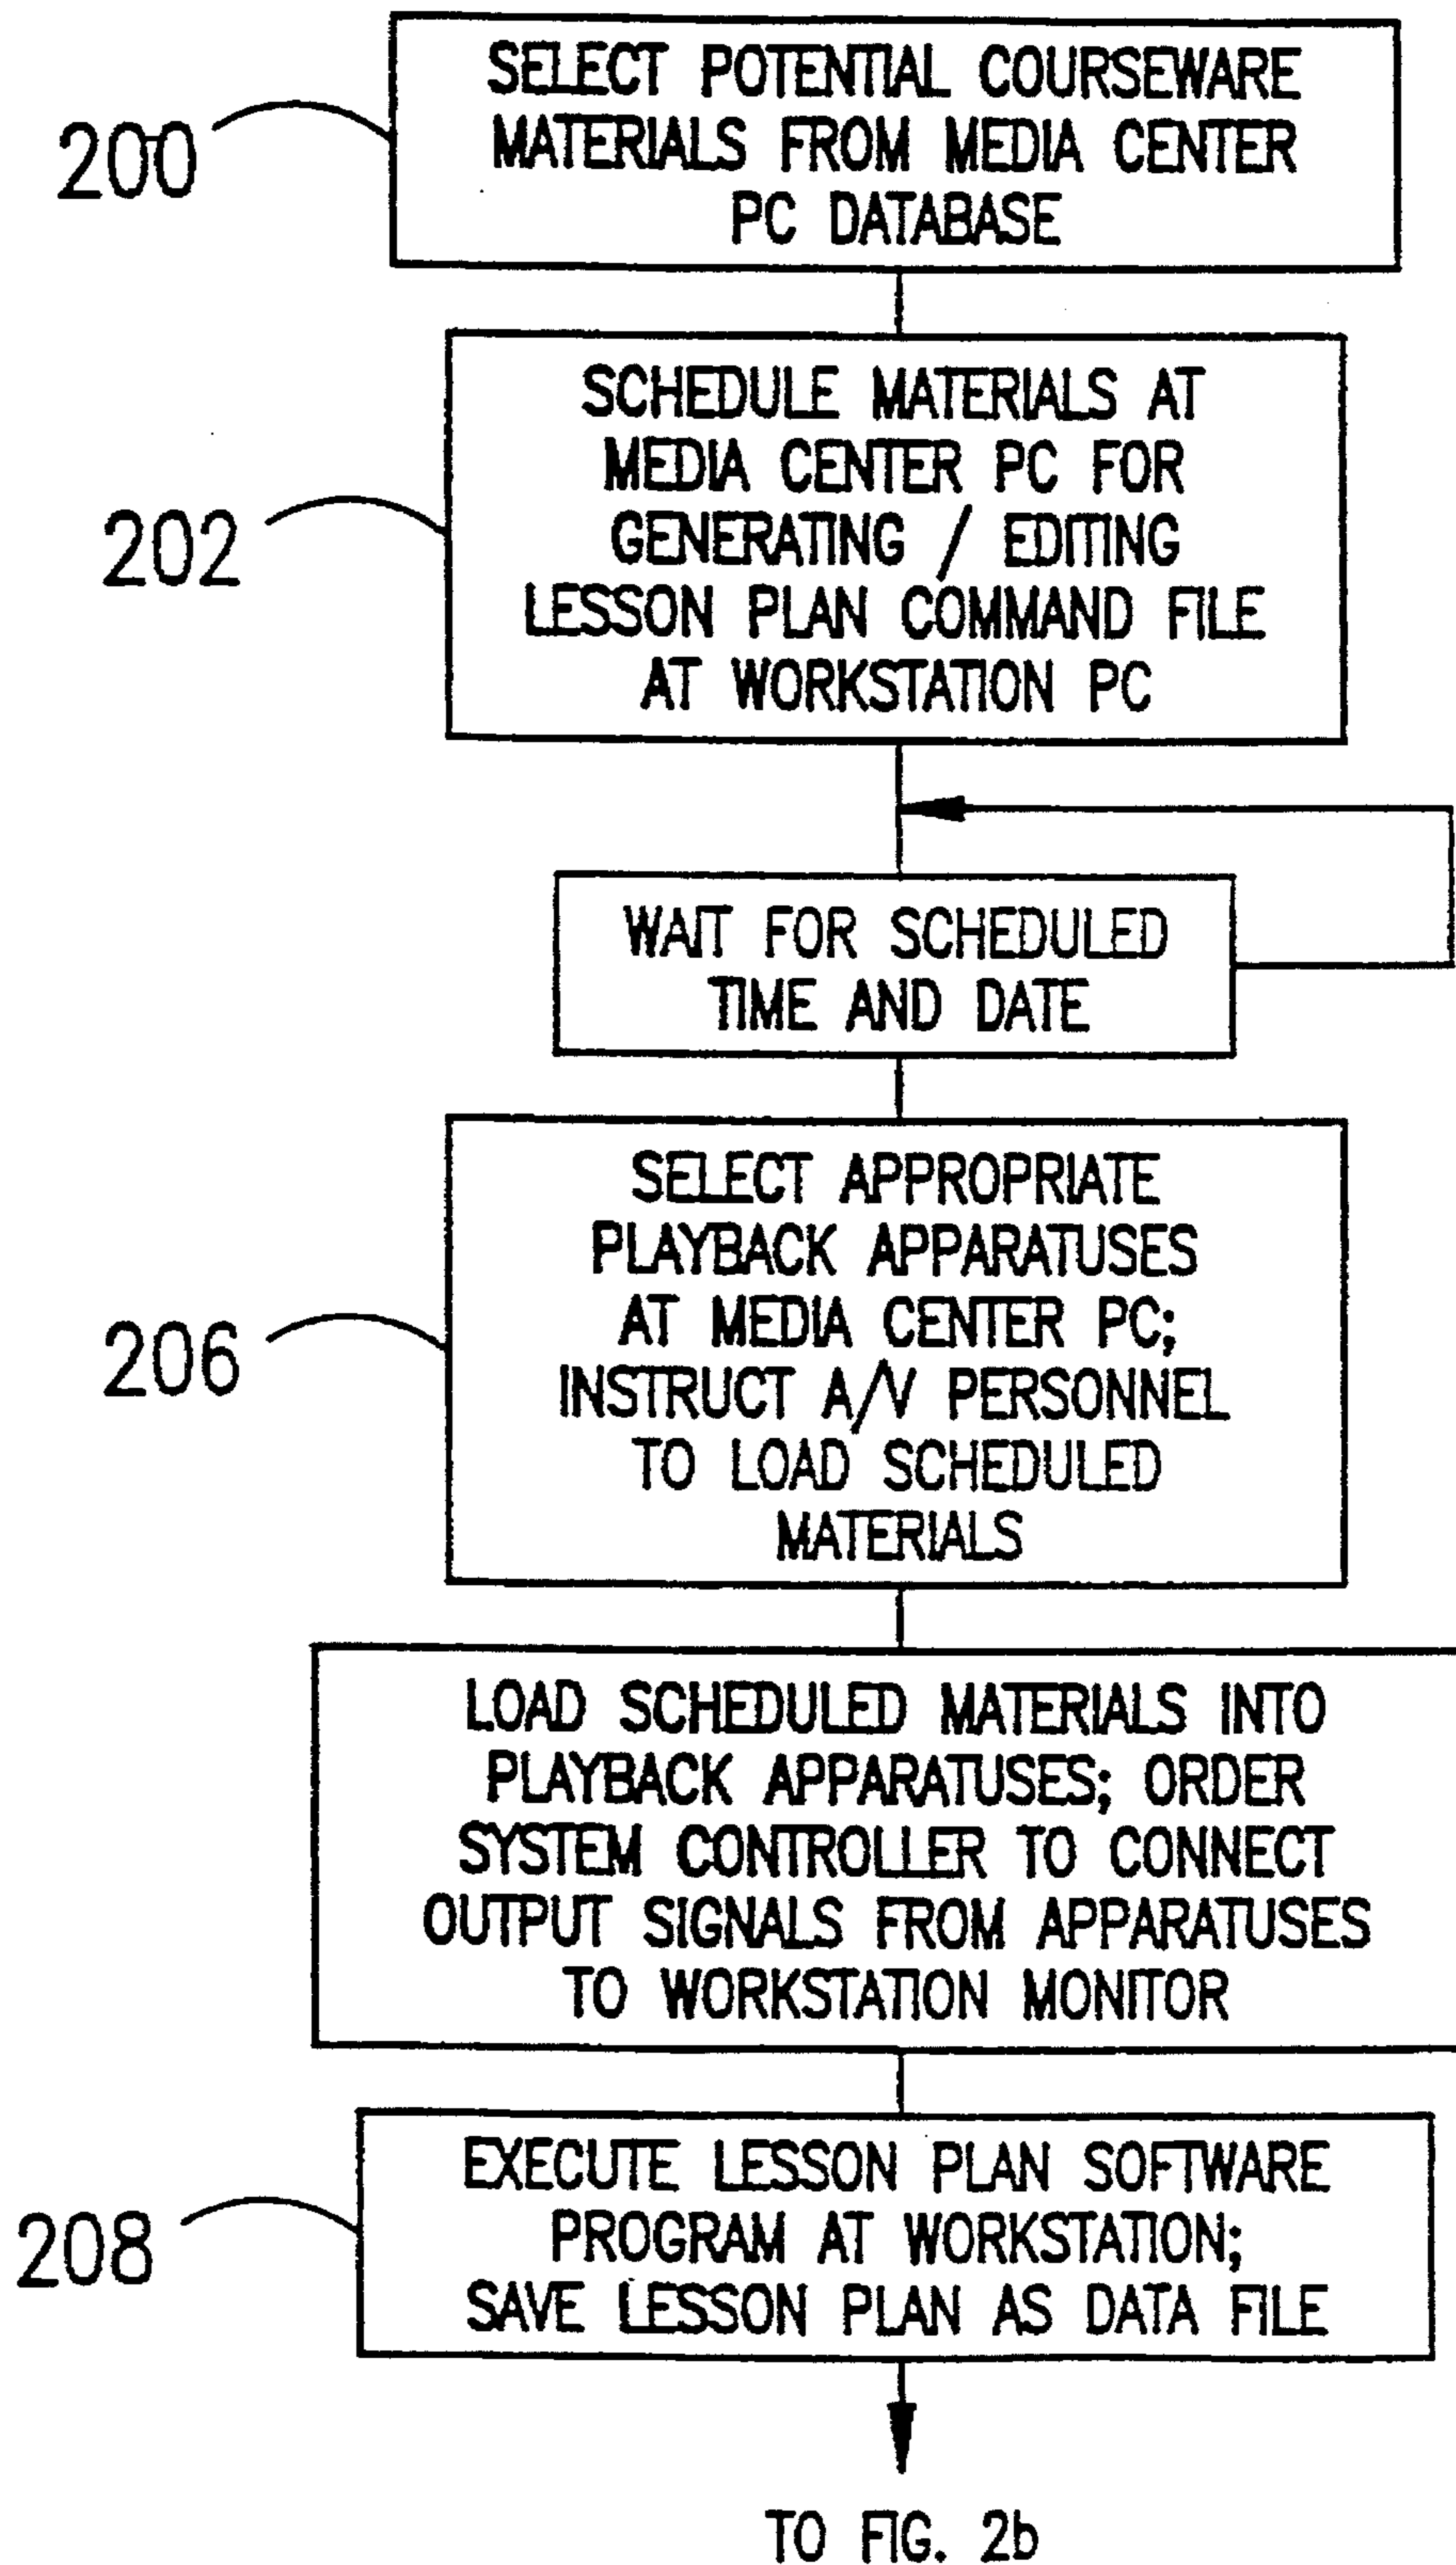 SELECT POTENTIAL COURSEWARE
MATERIALS FROM MEDIA CENTER
PC DATABASE
200
SCHEDULE MATERIALS AT
MEDIA CENTER PC FOR
GENERATING / EDITING
LESSON PLAN COMMAND FILE
AT WORKSTATION PC
202
WAIT FOR SCHEDULED
TIME AND DATE
SELECT APPROPRIATE
PLAYBACK APPARATUSES
AT MEDIA CENTER PC;
INSTRUCT A/V PERSONNEL
TO LOAD SCHEDULED
MATERIALS
206
LOAD SCHEDULED MATERIALS INTO
PLAYBACK APPARATUSES; ORDER
SYSTEM CONTROLLER TO CONNECT
OUTPUT SIGNALS FROM APPARATUSES
TO WORKSTATION MONITOR
EXECUTE LESSON PLAN SOFTWARE
PROGRAM AT WORKSTATION;
SAVE LESSON PLAN AS DATA FILE
208
TO FIG. 2b